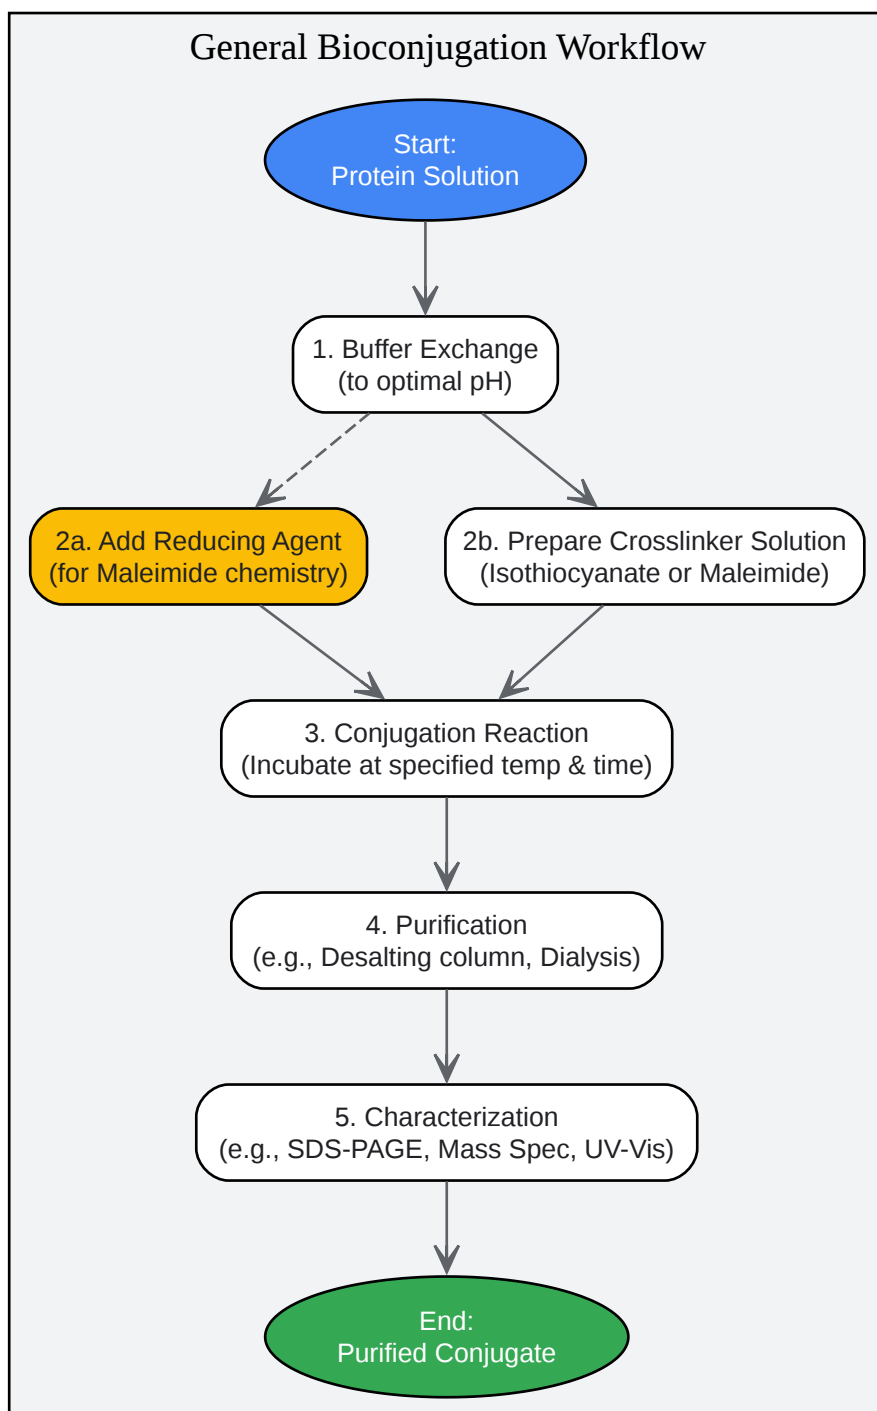 General Bioconjugation Workflow
Start:
Protein Solution
1. Buffer Exchange
(to optimal pH)
2a. Add Reducing Agent
(for Maleimide chemistry)
2b. Prepare Crosslinker Solution
(Isothiocyanate or Maleimide)
3. Conjugation Reaction
(Incubate at specified temp & time)
4. Purification
(e.g., Desalting column, Dialysis)
5. Characterization
(e.g., SDS-PAGE, Mass Spec, UV-Vis)
End:
Purified Conjugate